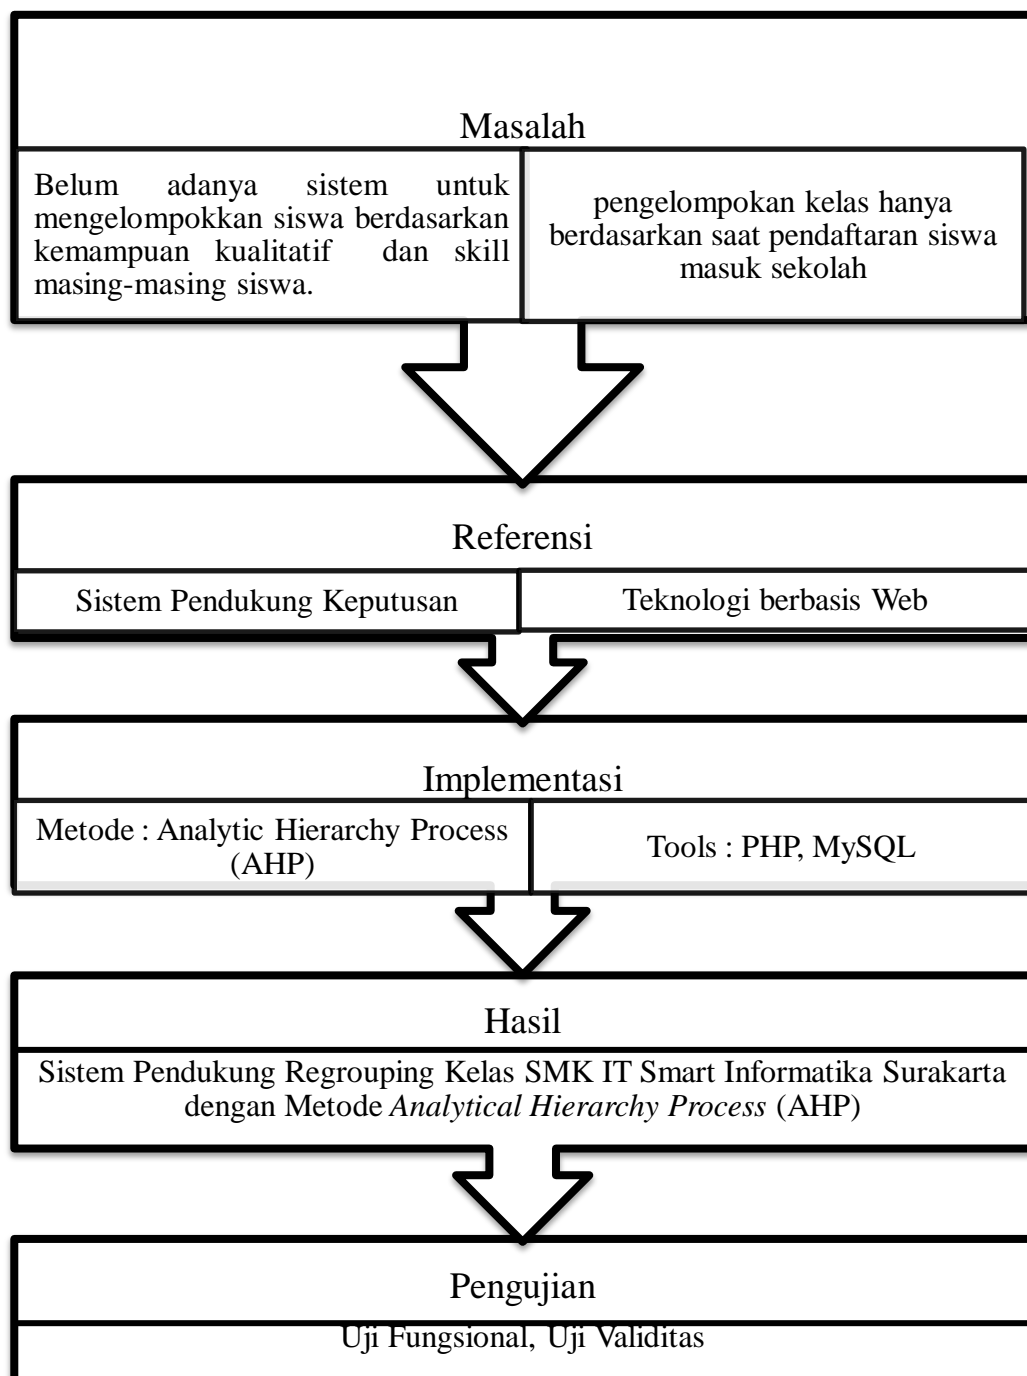 Masalah
Belum adanya sistem untuk
mengelompokkan siswa berdasarkan
kemampuan kualitatif dan skill
masing-masing siswa.
pengelompokan kelas hanya
berdasarkan saat pendaftaran siswa
masuk sekolah
Referensi
Sistem Pendukung Keputusan
Teknologi berbasis Web
Implementasi
Metode : Analytic Hierarchy Process
(AHP)
Tools : PHP, MySQL
Hasil
Sistem Pendukung Regrouping Kelas SMK IT Smart Informatika Surakarta
dengan Metode Analytical Hierarchy Process (AHP)
Pengujian
Uji Fungsional, Uji Validitas